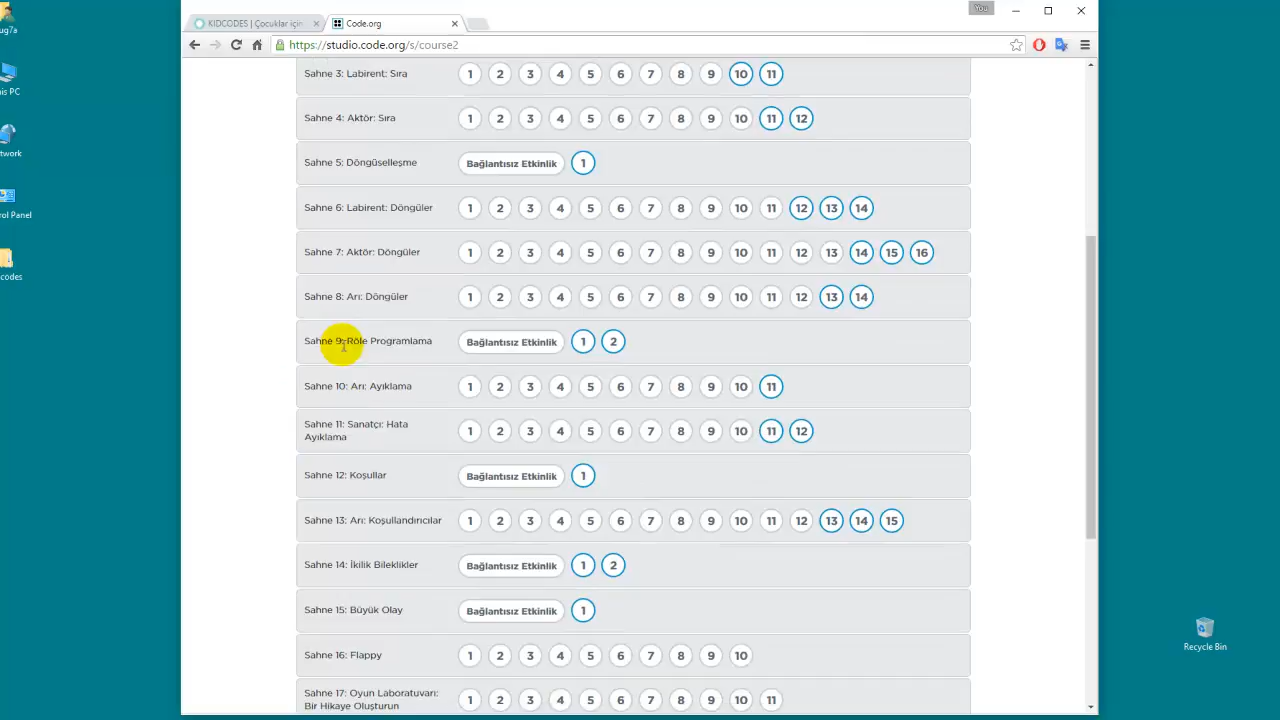 ug7a
is PC
twork
rol Panel
codes
KIDCODES | Çocuklar için
Code.org
You
https://studio.code.org/s/course2
Sahne 3: Labirent: Sıra 1 2 3 4 5 6 7 8 9 10 11
Sahne 4: Aktör: Sıra 1 2 3 4 5 6 7 8 9 10 11 12
Sahne 5: Döngüselleşme Bağlantısız Etkinlik 1
Sahne 6: Labirent: Döngüler 1 2 3 4 5 6 7 8 9 10 11 12 13 14
Sahne 7: Aktör: Döngüler 1 2 3 4 5 6 7 8 9 10 11 12 13 14 15 16
Sahne 8: Arı: Döngüler 1 2 3 4 5 6 7 8 9 10 11 12 13 14
Sahne 9: Röle Programlama Bağlantısız Etkinlik 1 2
Sahne 10: Arı: Ayıklama 1 2 3 4 5 6 7 8 9 10 11
Sahne 11: Sanatçı: Hata
Ayıklama 1 2 3 4 5 6 7 8 9 10 11 12
Sahne 12: Koşullar Bağlantısız Etkinlik 1
Sahne 13: Arı: Koşullandırıcılar 1 2 3 4 5 6 7 8 9 10 11 12 13 14 15
Sahne 14: İkilik Bileklikler Bağlantısız Etkinlik 1 2
Sahne 15: Büyük Olay Bağlantısız Etkinlik 1
Sahne 16: Flappy 1 2 3 4 5 6 7 8 9 10
Sahne 17: Oyun Laboratuvarı:
Bir Hikaye Oluşturun 1 2 3 4 5 6 7 8 9 10 11
Recycle Bin